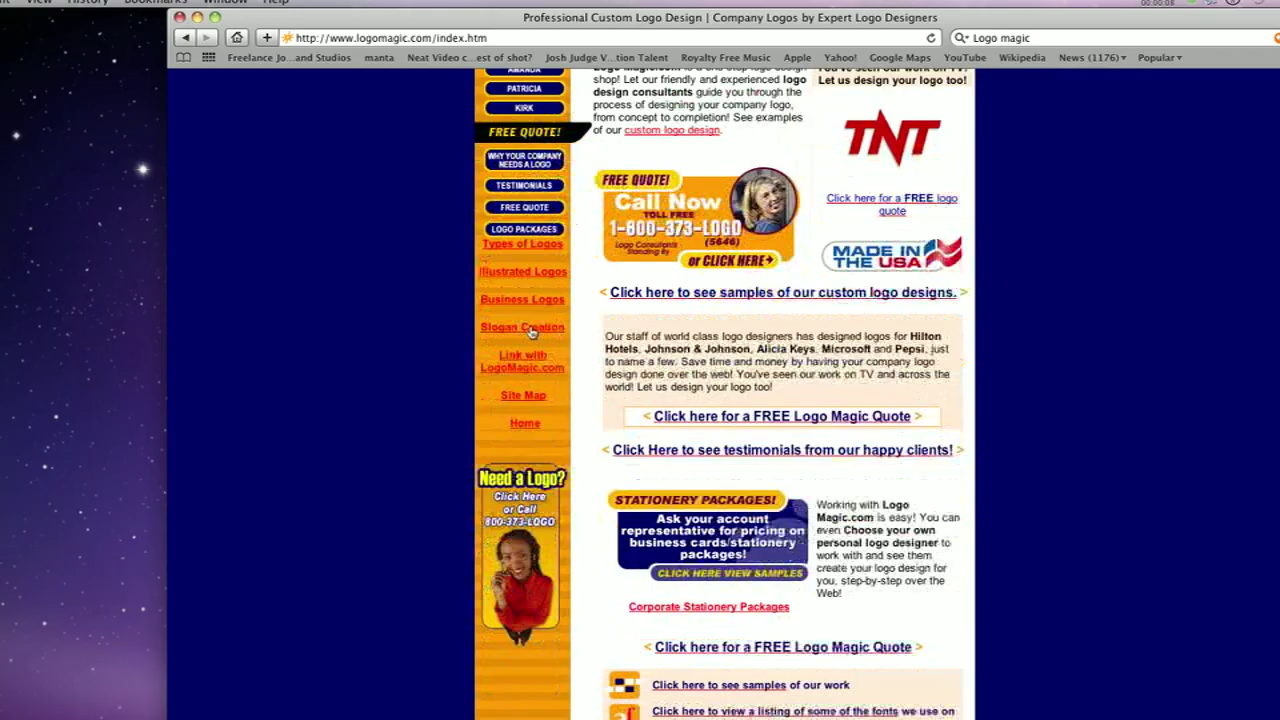 View History Bookmarks Window Help
00:00:08
Professional Custom Logo Design | Company Logos by Expert Logo Designers
http://www.logomagic.com/index.htm
Logo magic
Freelance Jo...and Studios manta Neat Video c...est of shot? Josh Judge V...tion Talent Royalty Free Music Apple Yahoo! Google Maps YouTube Wikipedia News (1176) Popular
AMANDA
PATRICIA
KIRK
FREE QUOTE!
WHY YOUR COMPANY
NEEDS A LOGO
TESTIMONIALS
FREE QUOTE
LOGO PACKAGES
Types of Logos
Illustrated Logos
Business Logos
Slogan Creation
Link with
LogoMagic.com
Site Map
Home
Need a Logo?
Click Here
or Call
800-373-LOGO
shop! Let our friendly and experienced logo
design consultants guide you through the
process of designing your company logo,
from concept to completion! See examples
of our custom logo design.
FREE QUOTE!
Call Now
TOLL FREE
1-800-373-LOGO
(5646)
Logo Consultants
Standing By
or CLICK HERE
You've seen our work on TV
Let us design your logo too!
TNT
Click here for a FREE logo
quote
MADE IN
THE USA
< Click here to see samples of our custom logo designs. >
Our staff of world class logo designers has designed logos for Hilton
Hotels, Johnson & Johnson, Alicia Keys, Microsoft and Pepsi, just
to name a few. Save time and money by having your company logo
design done over the web! You've seen our work on TV and across the
world! Let us design your logo too!
< Click here for a FREE Logo Magic Quote >
< Click Here to see testimonials from our happy clients! >
STATIONERY PACKAGES!
Ask your account
representative for pricing on
business cards/stationery
packages!
CLICK HERE VIEW SAMPLES
Corporate Stationery Packages
Working with Logo
Magic.com is easy! You can
even Choose your own
personal logo designer to
work with and see them
create your logo design for
you, step-by-step over the
Web!
< Click here for a FREE Logo Magic Quote >
Click here to see samples of our work
Click here to view a listing of some of the fonts we use on